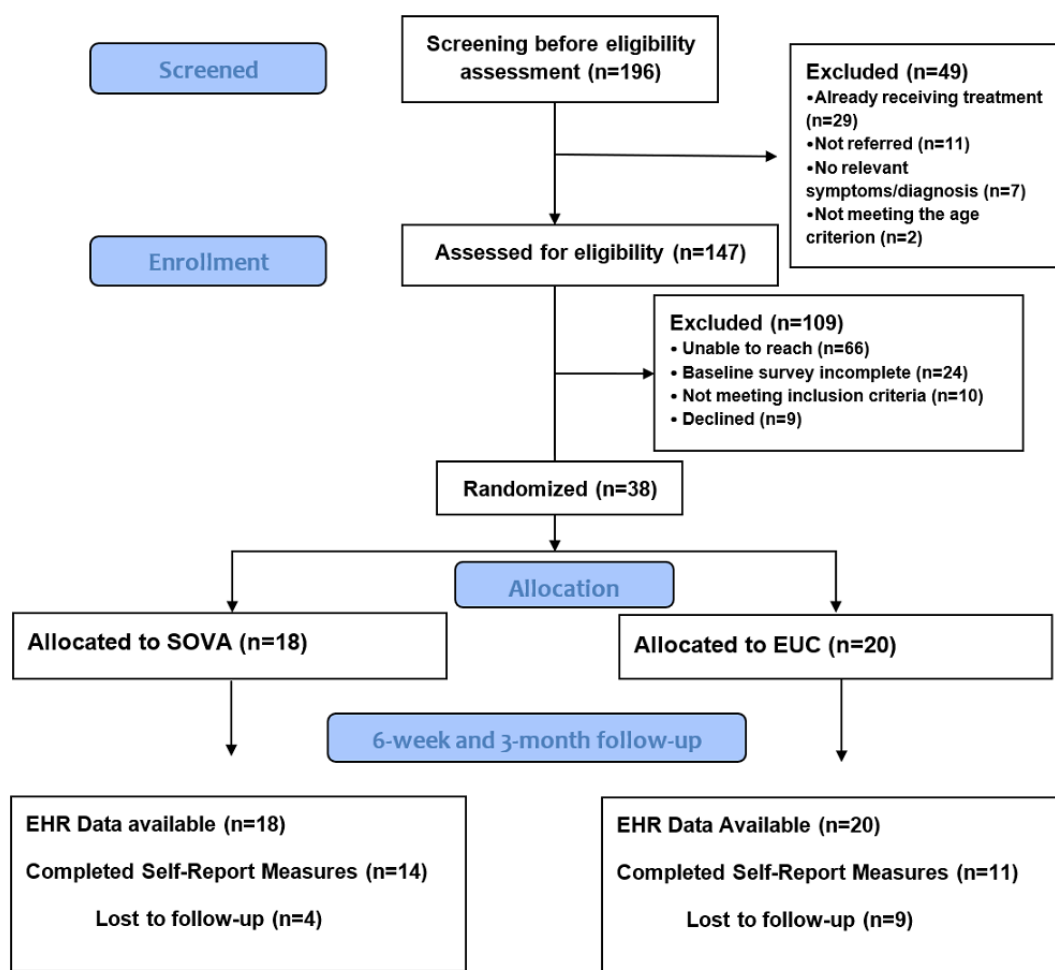 Screening before eligibility
assessment (n=196)
Screened
Excluded (n=49)
•Already receiving treatment
(n=29)
•Not referred (n=11)
•No relevant
symptoms/diagnosis (n=7)
•Not meeting the age
criterion (n=2)
Enrollment
Assessed for eligibility (n=147)
Excluded (n=109)
• Unable to reach (n=66)
• Baseline survey incomplete (n=24)
• Not meeting inclusion criteria (n=10)
• Declined (n=9)
Randomized (n=38)
Allocation
Allocated to SOVA (n=18)
Allocated to EUC (n=20)
6-week and 3-month follow-up
EHR Data available (n=18)
Completed Self-Report Measures (n=14)
Lost to follow-up (n=4)
EHR Data Available (n=20)
Completed Self-Report Measures (n=11)
Lost to follow-up (n=9)